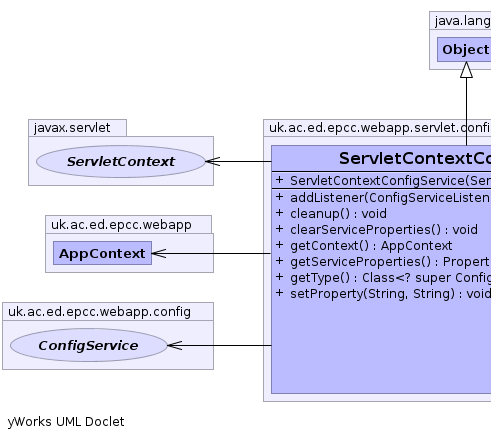 java.lang
Object
javax.servlet
ServletContext
uk.ac.ed.epcc.webapp
AppContext
uk.ac.ed.epcc.webapp.config
ConfigService
uk.ac.ed.epcc.webapp.servlet.confi
ServletContextCo
+ ServletContextConfigService(Ser
+ addListener(ConfigServiceListen
+ cleanup() : void
+ clearServiceProperties() : void
+ getContext() : AppContext
+ getServiceProperties() : Propert
+ getType() : Class<? super Config
+ setProperty(String, String) : void
yWorks UML Doclet